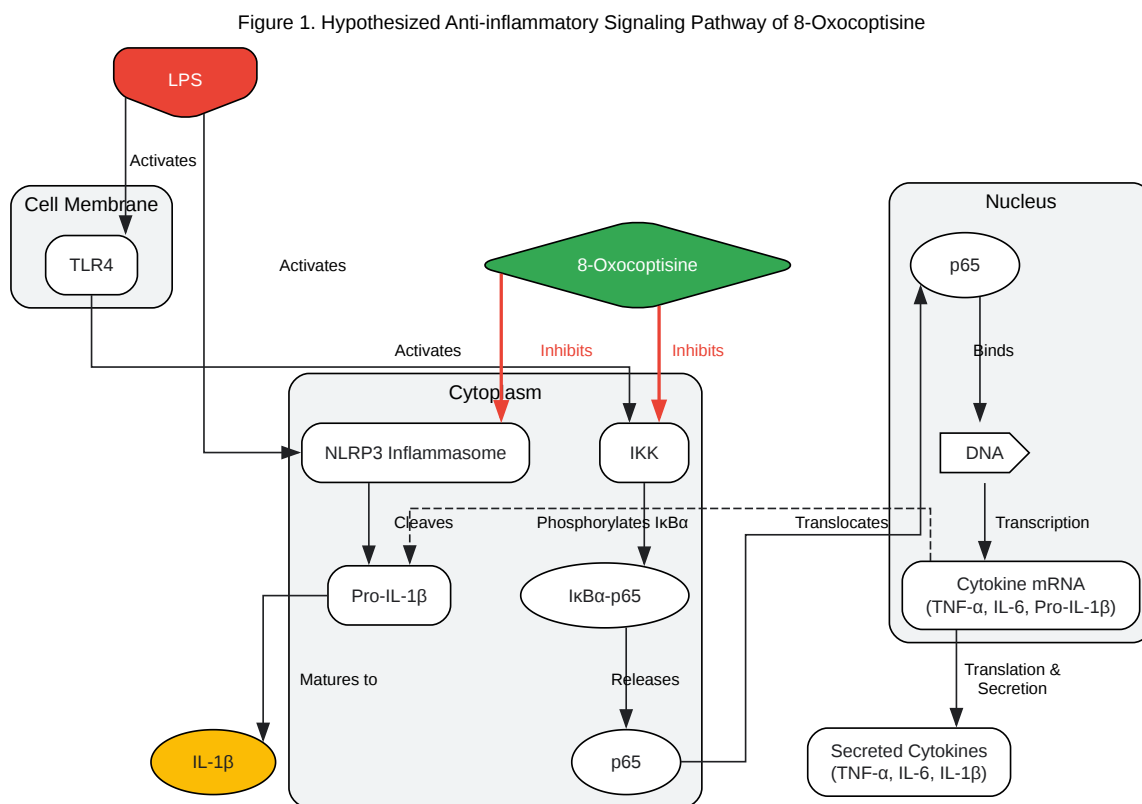 Figure 1. Hypothesized Anti-inflammatory Signaling Pathway of 8-Oxocoptisine
LPS
Activates
Cell Membrane
TLR4
Activates
8-Oxocoptisine
Nucleus
p65
Activates
Inhibits
Inhibits
Binds
Cytoplasm
NLRP3 Inflammasome
IKK
DNA
Cleaves
Phosphorylates IκBα
Translocates
Transcription
Pro-IL-1β
IκBα-p65
Cytokine mRNA
(TNF-α, IL-6, Pro-IL-1β)
Matures to
Releases
Translation &
Secretion
IL-1β
p65
Secreted Cytokines
(TNF-α, IL-6, IL-1β)